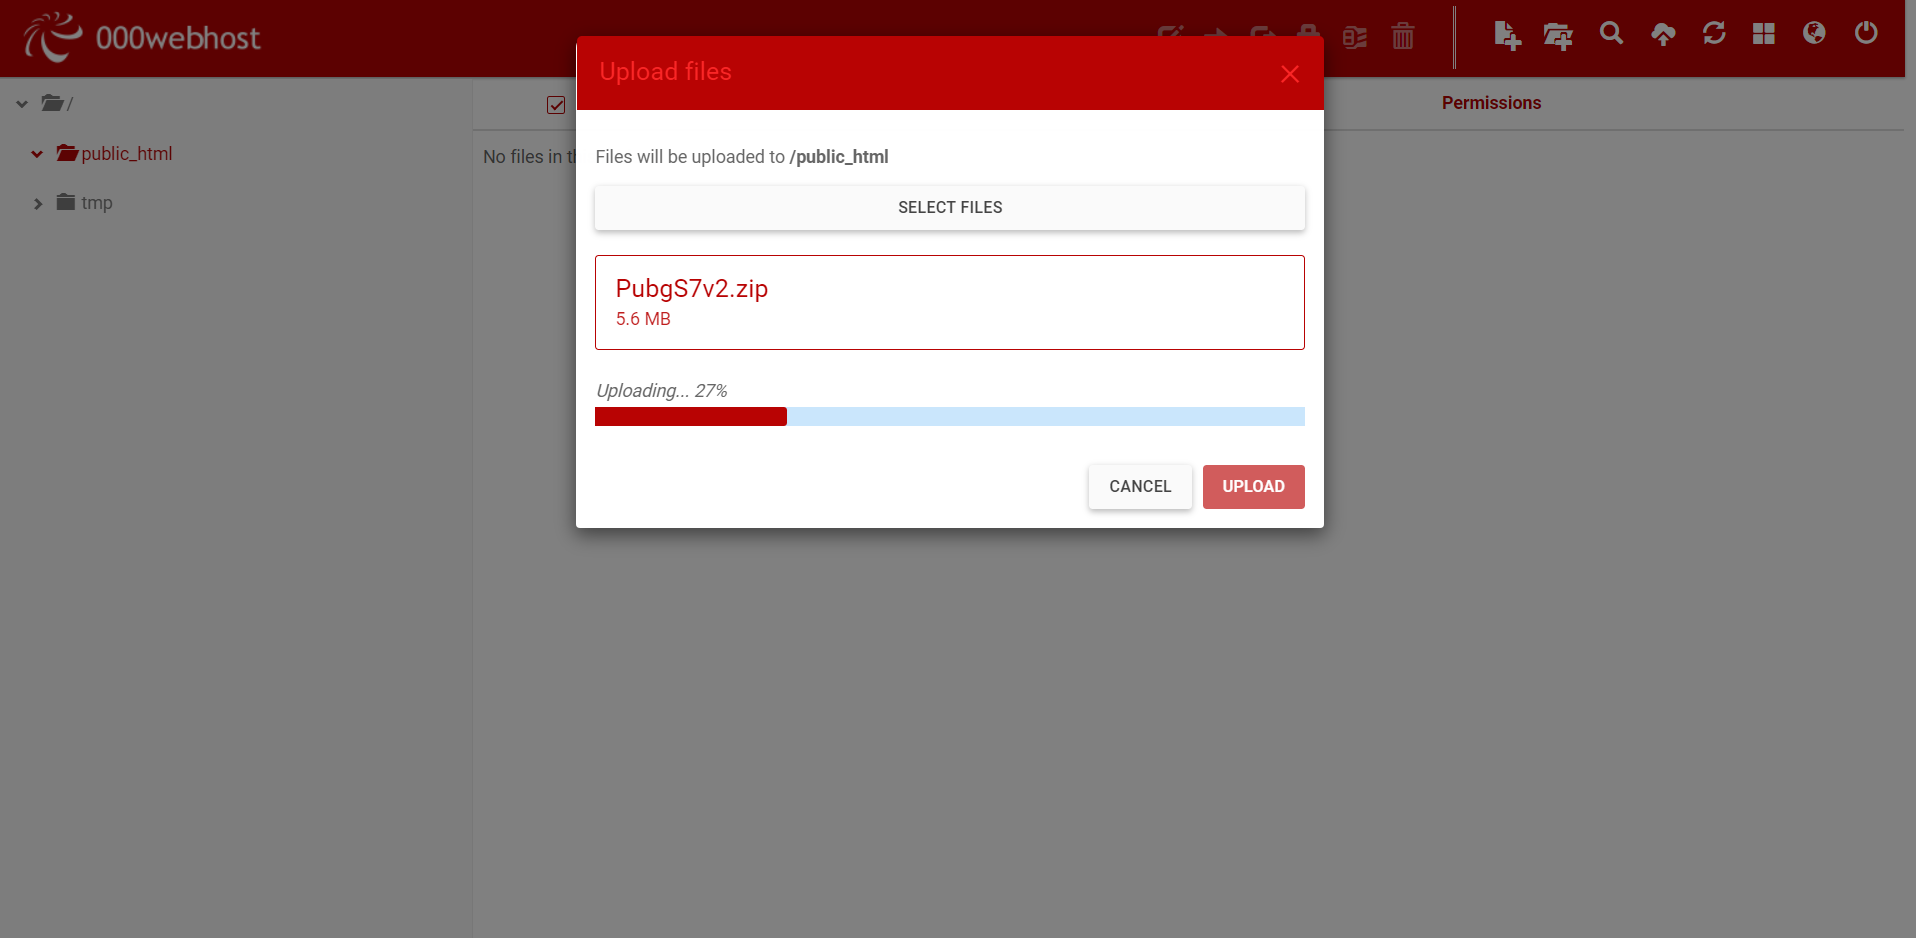 000webhost
Upload files
/
Permissions
public_html
No files in
Files will be uploaded to /public_html
tmp
SELECT FILES
PubgS7v2.zip
5.6 MB
Uploading... 27%
CANCEL
UPLOAD